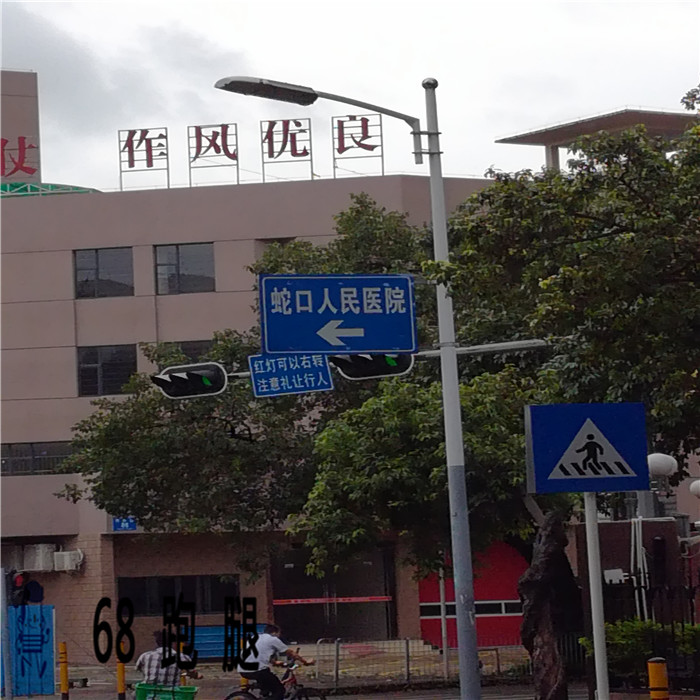 仗 作风优良
蛇口人民医院
红灯可以右转
注意礼让行人
68 跑 腿